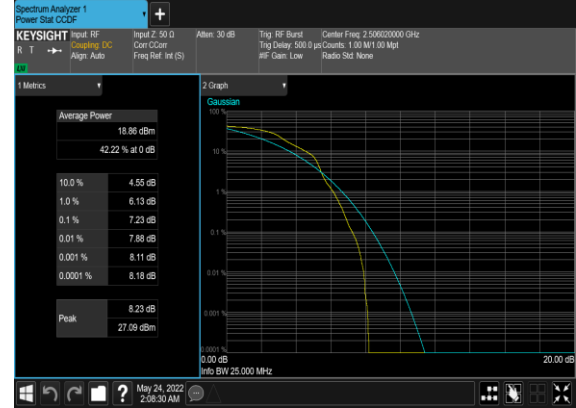 Spectrum Analyzer 1
Power Stat CCDF
KEYSIGHT
R T
LXI
Input: RF
Coupling: DC
Align: Auto
Input Z: 50 Ω
Corr CCorr
Freq Ref: Int (S)
Atten: 30 dB
Trig: RF Burst
Trig Delay: 500.0 µs
#IF Gain: Low
Center Freq: 2.506020000 GHz
Counts: 1.00 M/1.00 Mpt
Radio Std: None
1 Metrics
Average Power
18.86 dBm
42.22 % at 0 dB
10.0 % 4.55 dB
1.0 % 6.13 dB
0.1 % 7.23 dB
0.01 % 7.88 dB
0.001 % 8.11 dB
0.0001 % 8.18 dB
Peak
8.23 dB
27.09 dBm
2 Graph
Gaussian
100 %
10 %
1 %
0.1 %
0.01 %
0.001 %
0.0001 %
0.00 dB
20.00 dB
Info BW 25.000 MHz
?
May 24, 2022
2:08:30 AM